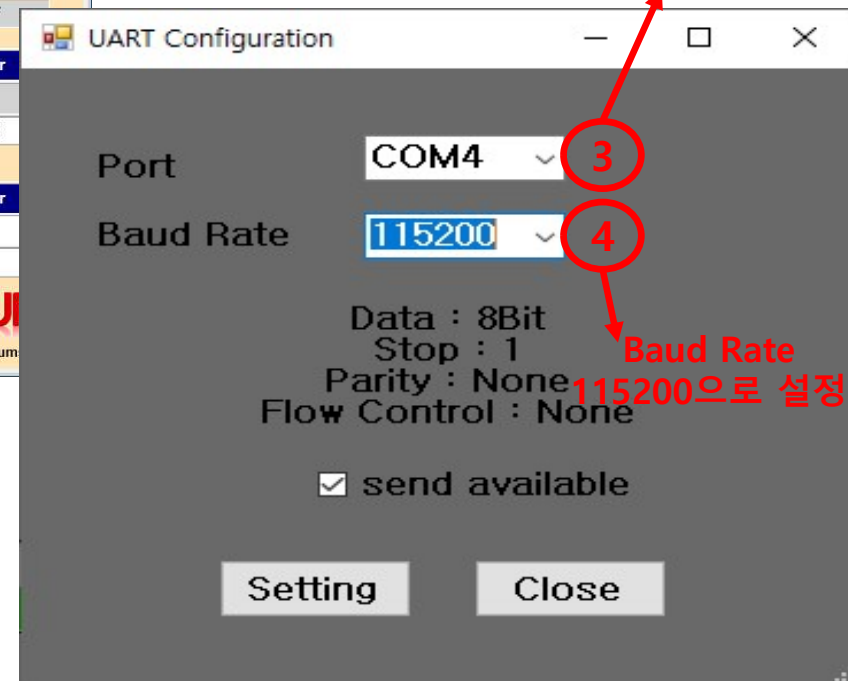 UART Configuration
Port
COM4
3
Baud Rate
115200
4
Data : 8Bit
Stop : 1
Parity : None
Flow Control : None
Baud Rate
115200으로 설정
send available
Setting
Close